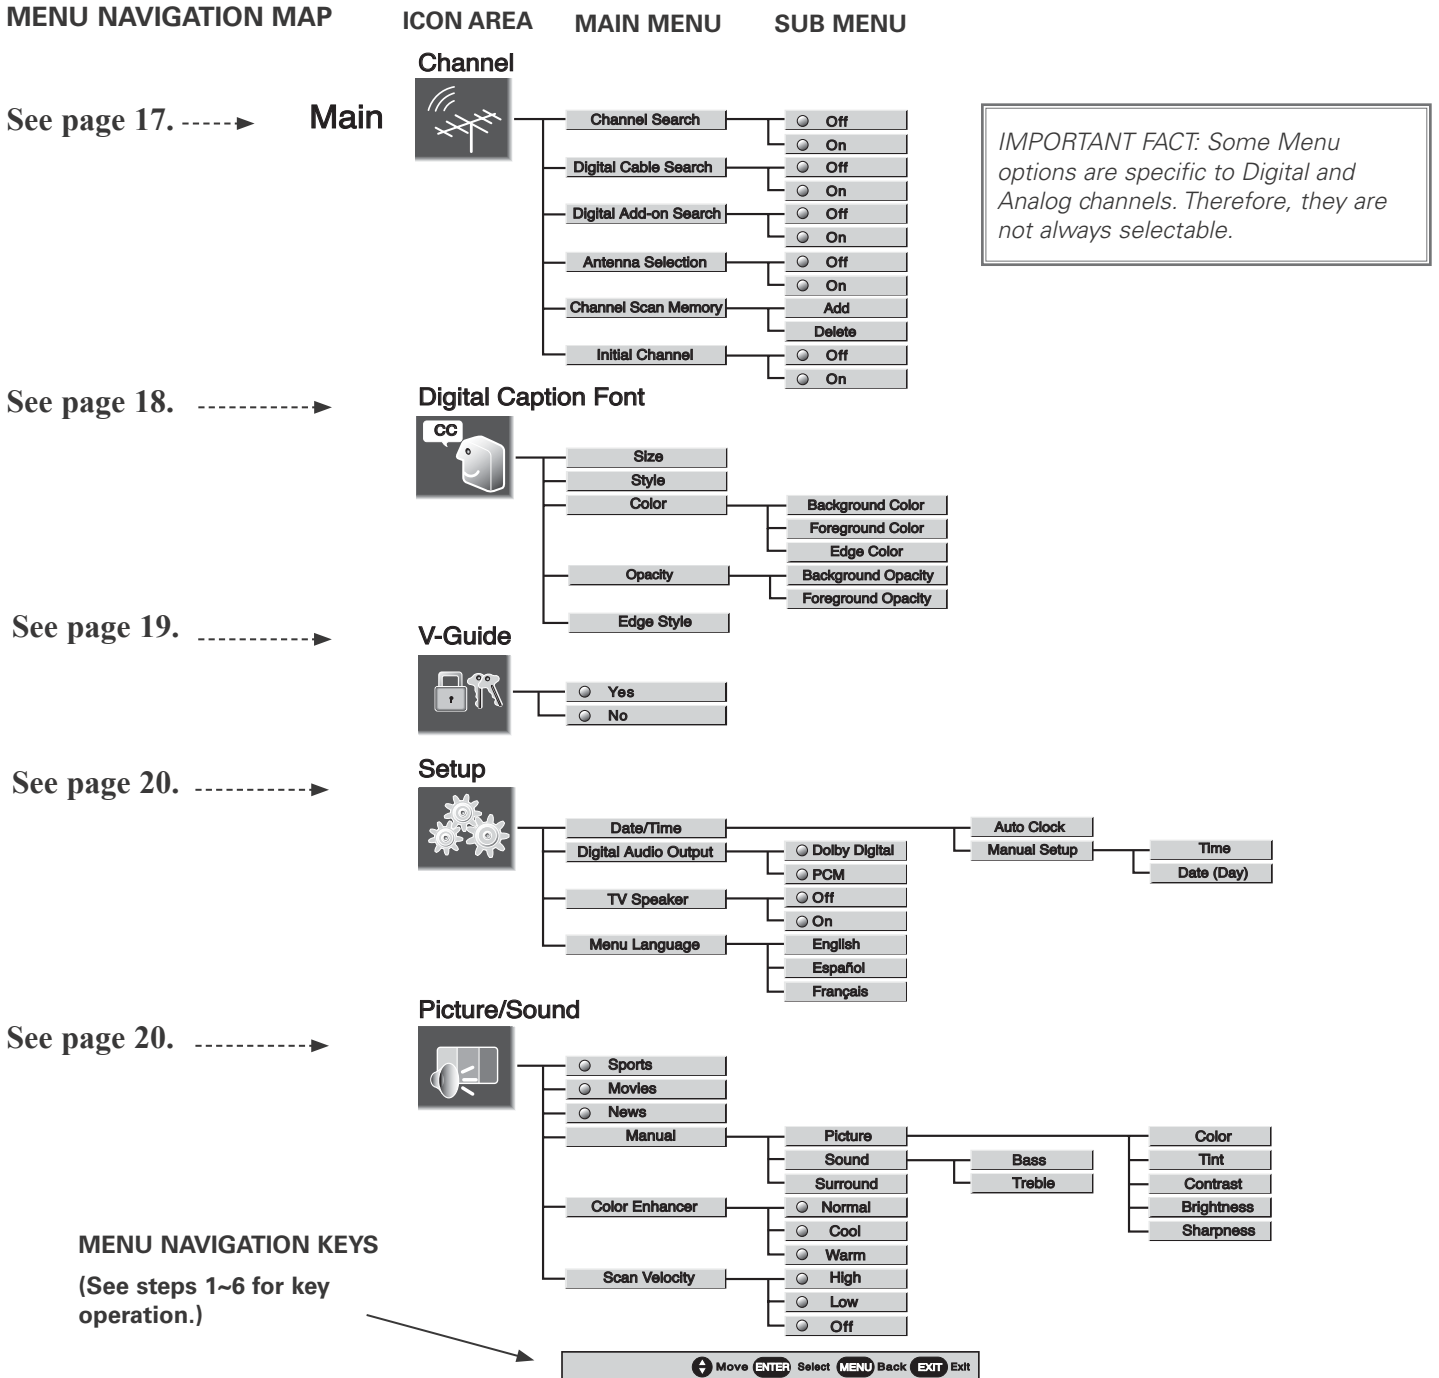 MENU NAVIGATION MAP
ICON AREA
MAIN MENU
SUB MENU
See page 17.
Main
Channel
Channel Search
Off
On
Digital Cable Search
Off
On
Digital Add-on Search
Off
On
Antenna Selection
Off
On
Channel Scan Memory
Add
Delete
Initial Channel
Off
On
IMPORTANT FACT: Some Menu
options are specific to Digital and
Analog channels. Therefore, they are
not always selectable.
See page 18.
Digital Caption Font
CC
Size
Style
Color
Background Color
Foreground Color
Edge Color
Opacity
Background Opacity
Foreground Opacity
Edge Style
See page 19.
V-Guide
Yes
No
See page 20.
Setup
Date/Time
Auto Clock
Manual Setup
Time
Date (Day)
Digital Audio Output
Dolby Digital
PCM
TV Speaker
Off
On
Menu Language
English
Español
Français
See page 20.
Picture/Sound
Sports
Movies
News
Manual
Picture
Color
Tint
Contrast
Brightness
Sharpness
Sound
Bass
Treble
Surround
Color Enhancer
Normal
Cool
Warm
Scan Velocity
High
Low
Off
MENU NAVIGATION KEYS
(See steps 1~6 for key
operation.)
Move ENTER Select MENU Back EXIT Exit